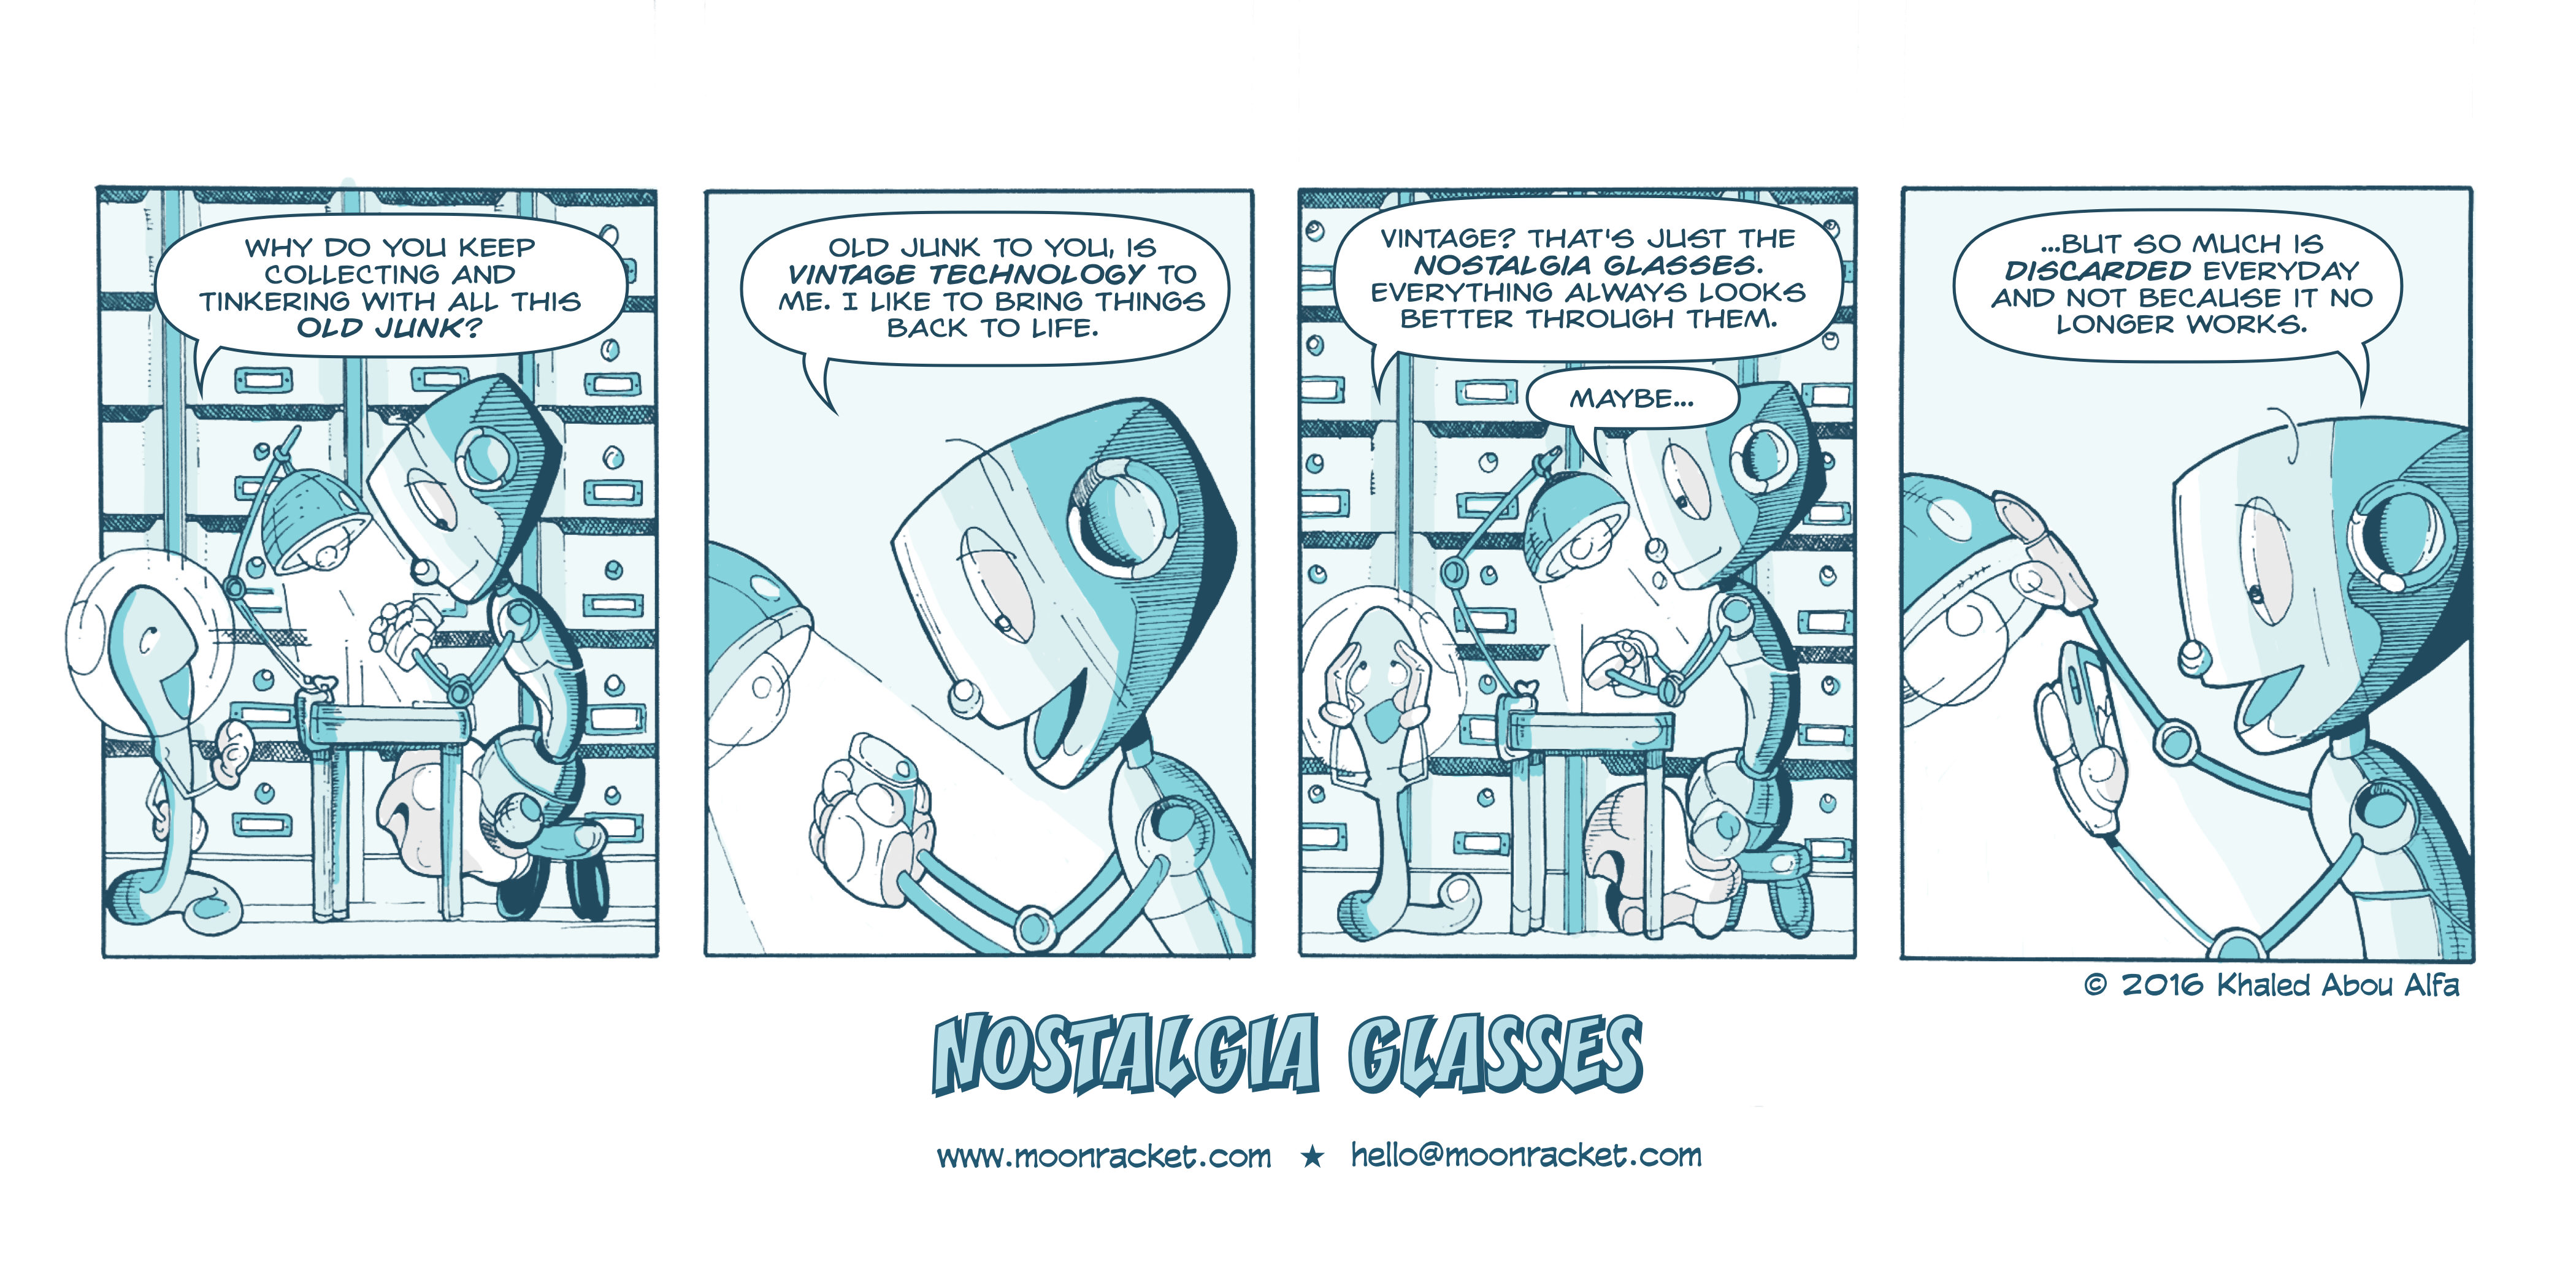 WHY DO YOU KEEP
COLLECTING AND
TINKERING WITH ALL THIS
OLD JUNK?
OLD JUNK TO YOU, IS
VINTAGE TECHNOLOGY TO
ME. I LIKE TO BRING THINGS
BACK TO LIFE.
VINTAGE? THAT'S JUST THE
NOSTALGIA GLASSES.
EVERYTHING ALWAYS LOOKS
BETTER THROUGH THEM.
MAYBE...
...BUT SO MUCH IS
DISCARDED EVERYDAY
AND NOT BECAUSE IT NO
LONGER WORKS.
© 2016 Khaled Abou Alfa
NOSTALGIA GLASSES
www.moonracket.com ★ hello@moonracket.com